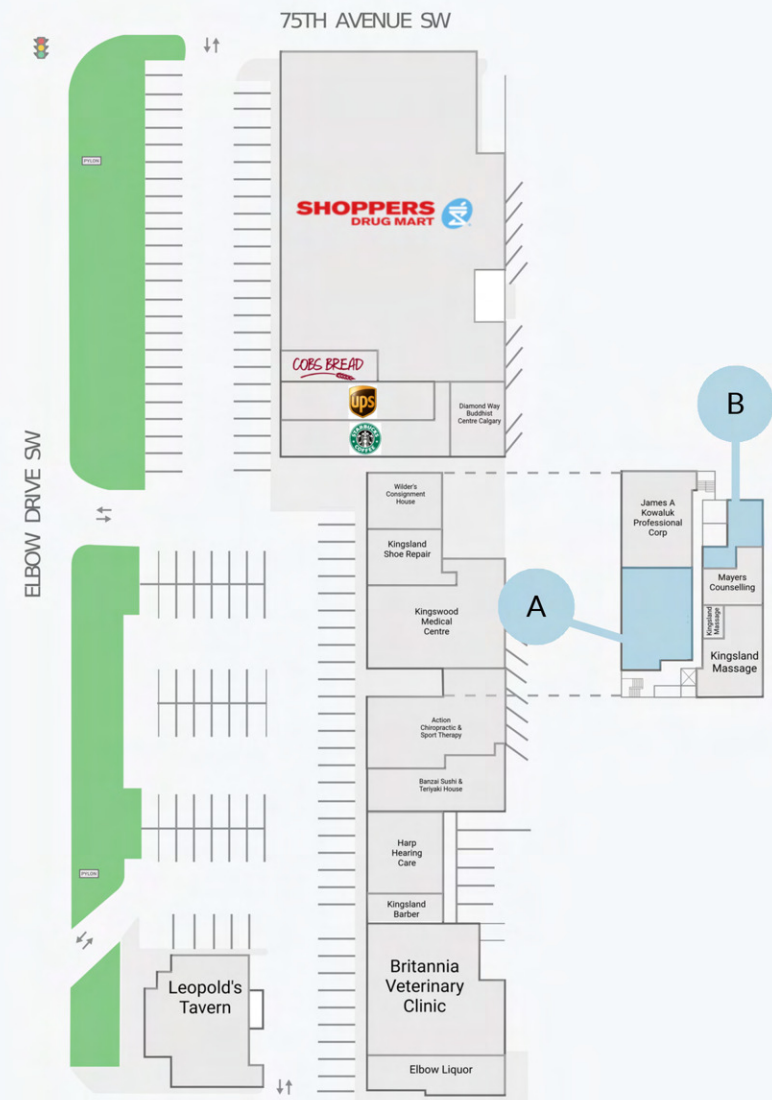 75TH AVENUE SW
PYLON
SHOPPERS
DRUG MART
COBS BREAD
ups
STARBUCKS
COFFEE
Diamond Way
Buddhist
Centre Calgary
B
ELBOW DRIVE SW
Wilder's
Consignment
House
James A
Kowaluk
Professional
Corp
Kingsland
Shoe Repair
Mayers
Counselling
A
Kingswood
Medical
Centre
Kingsland
Massage
Kingsland
Massage
Action
Chiropractic &
Sport Therapy
Banzai Sushi &
Teriyaki House
Harp
Hearing
Care
PYLON
Kingsland
Barber
Britannia
Veterinary
Clinic
Leopold's
Tavern
Elbow Liquor